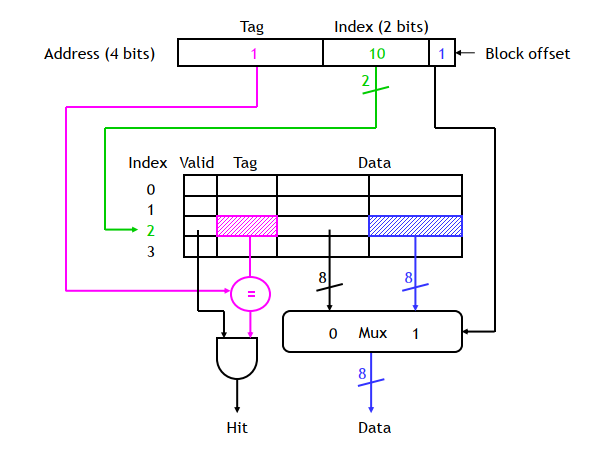 Tag Index (2 bits)
Address (4 bits) 1 10 1 Block offset
2
Index Valid Tag Data
0
1
2
3
8 8
=
0 Mux 1
8
Hit Data